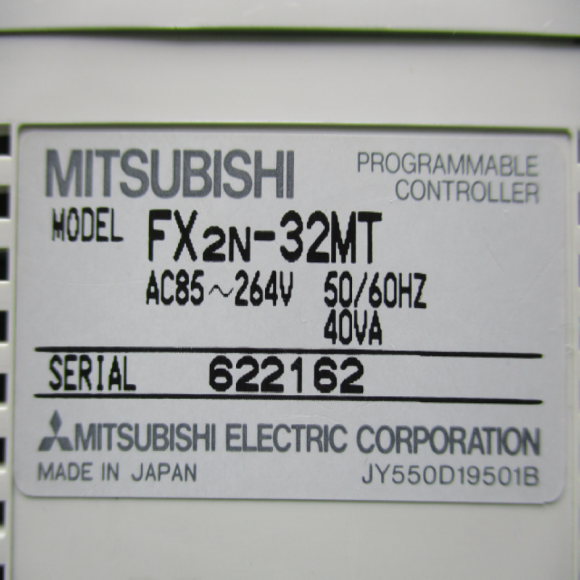 MITSUBISHI PROGRAMMABLE CONTROLLER
MODEL FX2N-32MT
AC85~264V 50/60HZ
40VA
SERIAL 622162
MITSUBISHI ELECTRIC CORPORATION
MADE IN JAPAN JY550D19501B